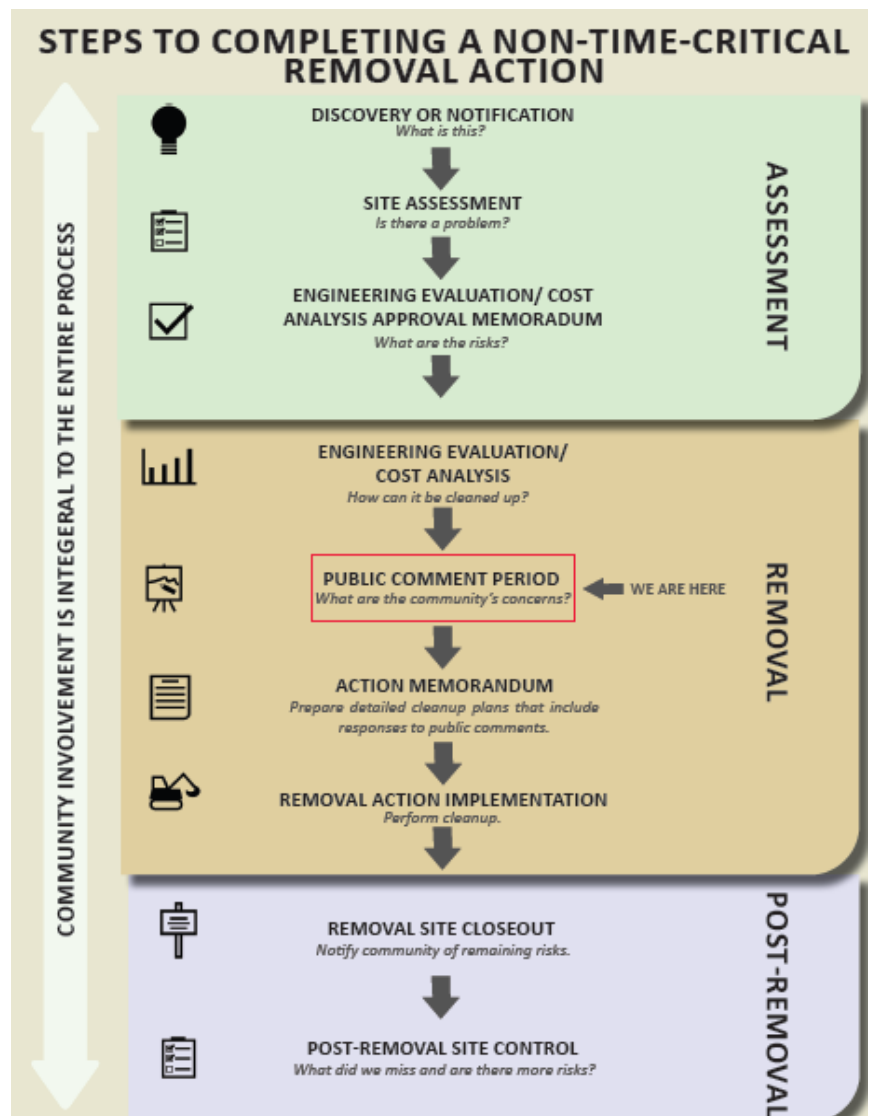 STEPS TO COMPLETING A NON-TIME-CRITICAL
REMOVAL ACTION
COMMUNITY INVOLVEMENT IS INTEGERAL TO THE ENTIRE PROCESS
ASSESSMENT
DISCOVERY OR NOTIFICATION
What is this?
SITE ASSESSMENT
Is there a problem?
ENGINEERING EVALUATION/ COST
ANALYSIS APPROVAL MEMORADUM
What are the risks?
REMOVAL
ENGINEERING EVALUATION/
COST ANALYSIS
How can it be cleaned up?
PUBLIC COMMENT PERIOD
What are the community's concerns?
WE ARE HERE
ACTION MEMORANDUM
Prepare detailed cleanup plans that include
responses to public comments.
REMOVAL ACTION IMPLEMENTATION
Perform cleanup.
POST-REMOVAL
REMOVAL SITE CLOSEOUT
Notify community of remaining risks.
POST-REMOVAL SITE CONTROL
What did we miss and are there more risks?